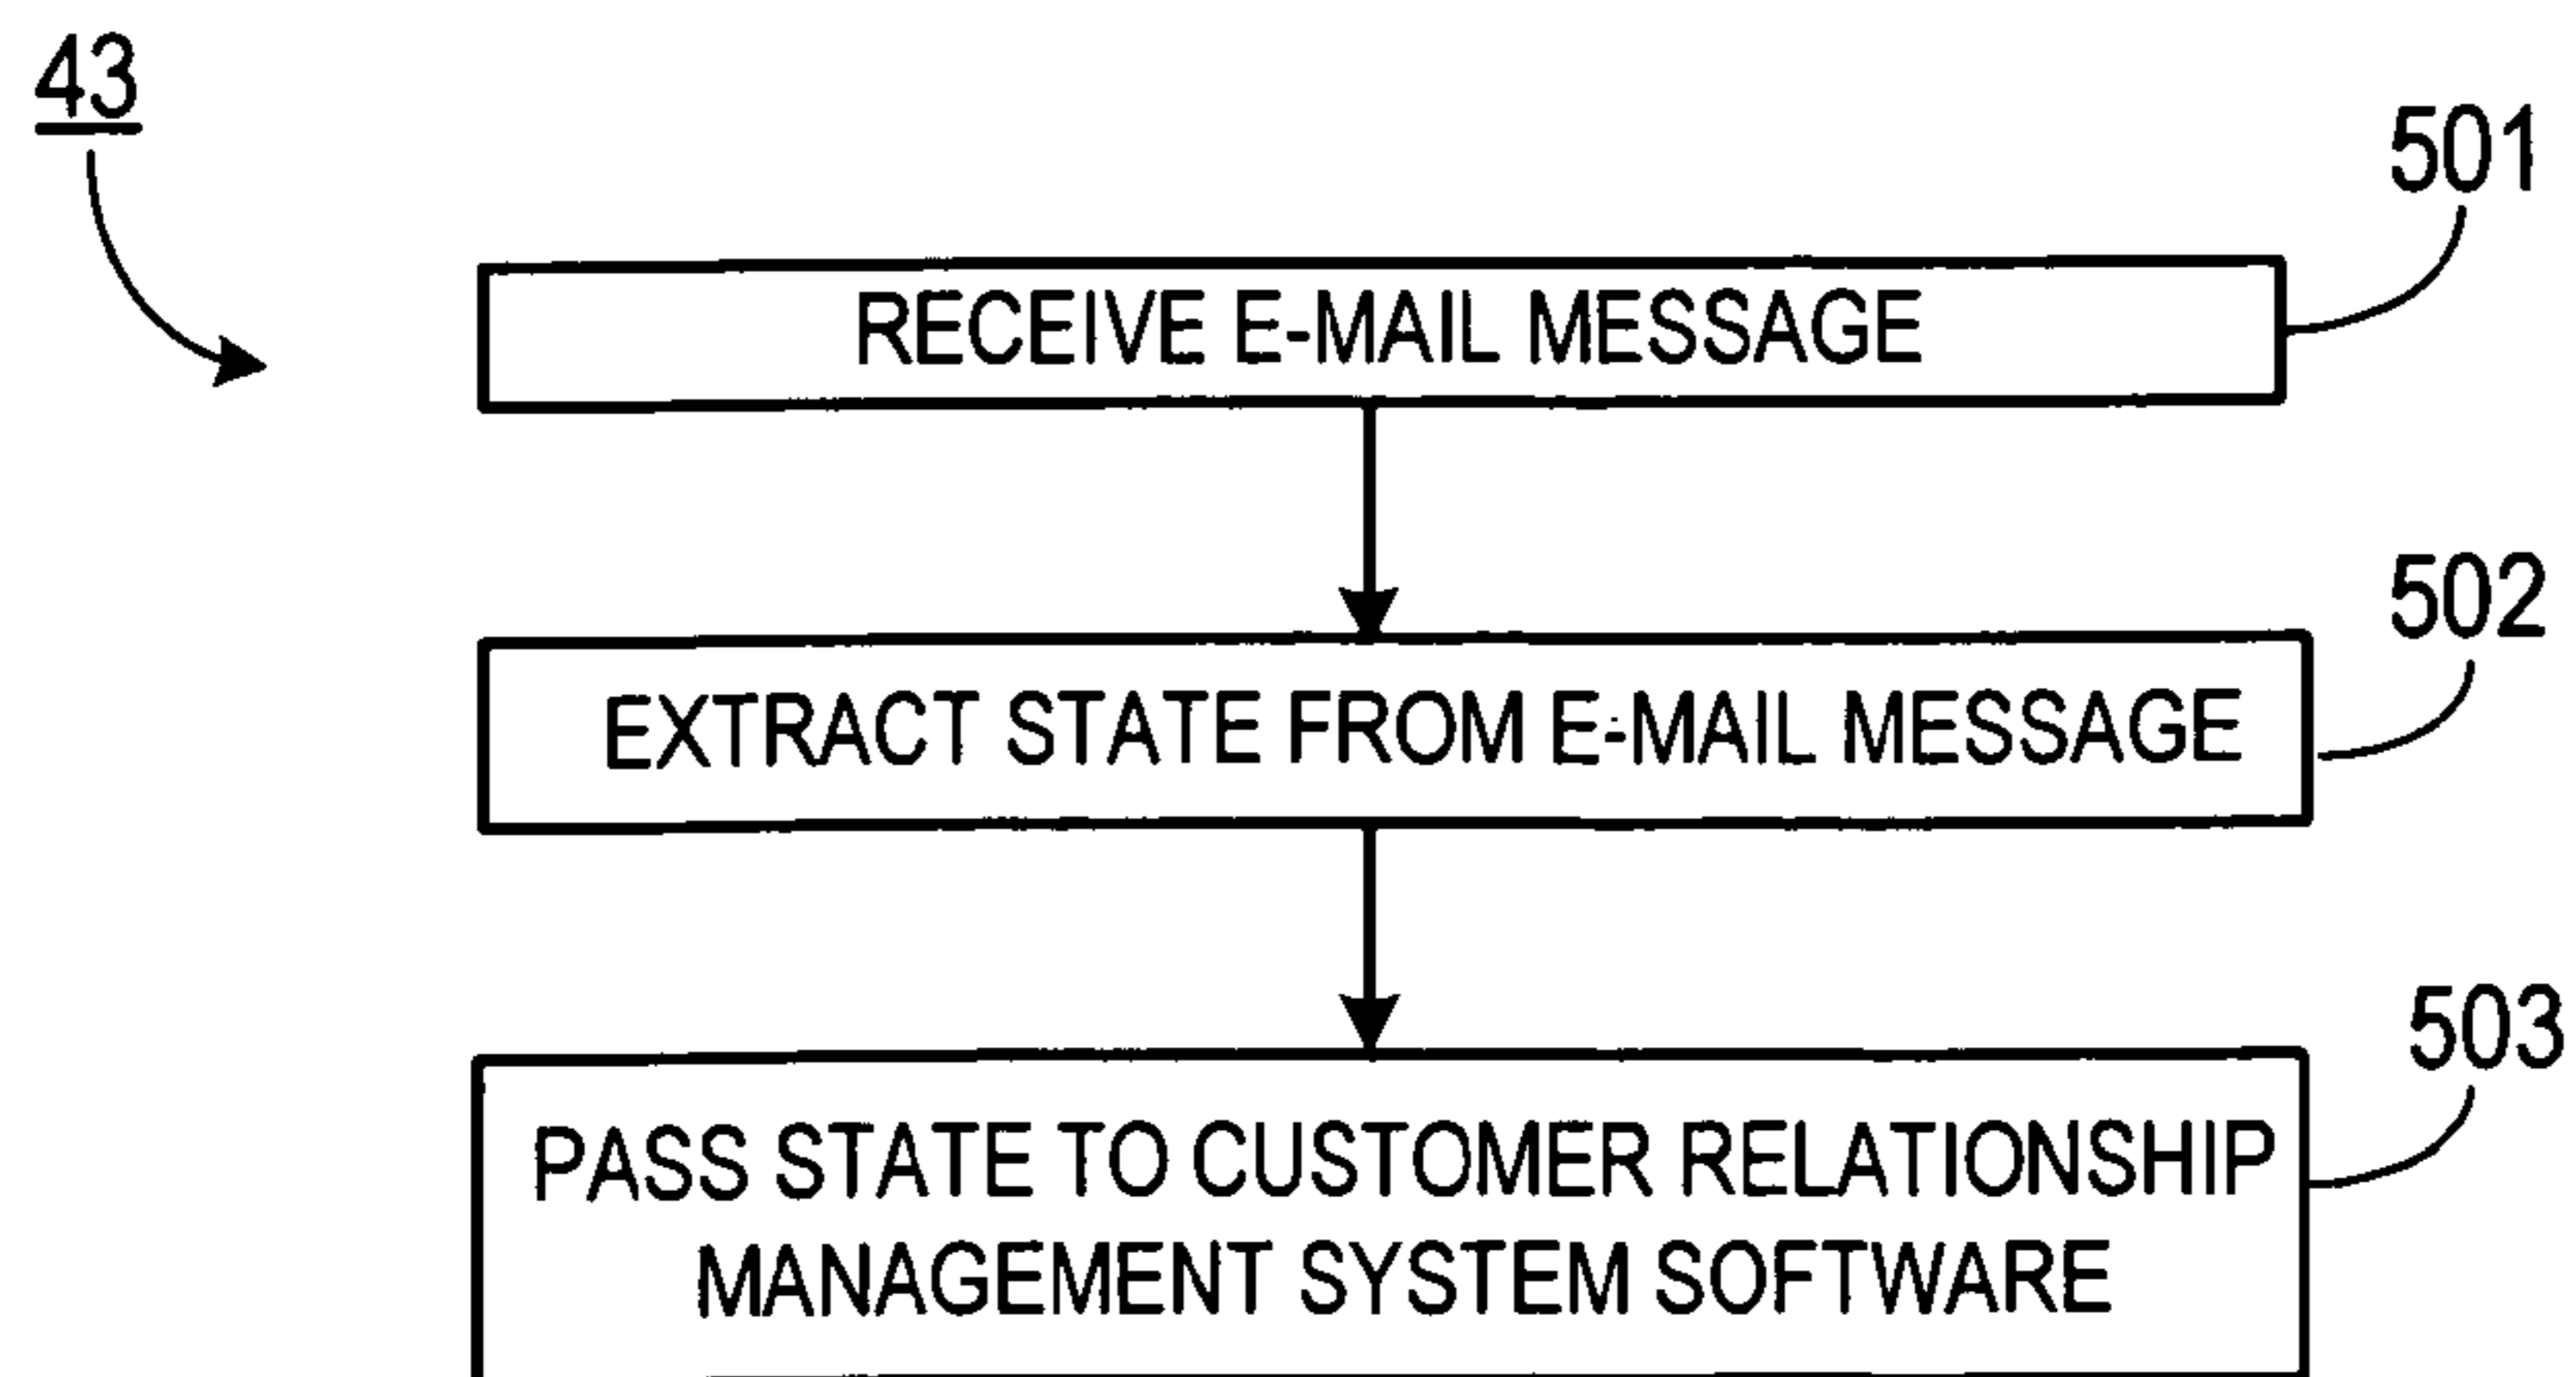 43
501
RECEIVE E-MAIL MESSAGE
502
EXTRACT STATE FROM E-MAIL MESSAGE
503
PASS STATE TO CUSTOMER RELATIONSHIP
MANAGEMENT SYSTEM SOFTWARE